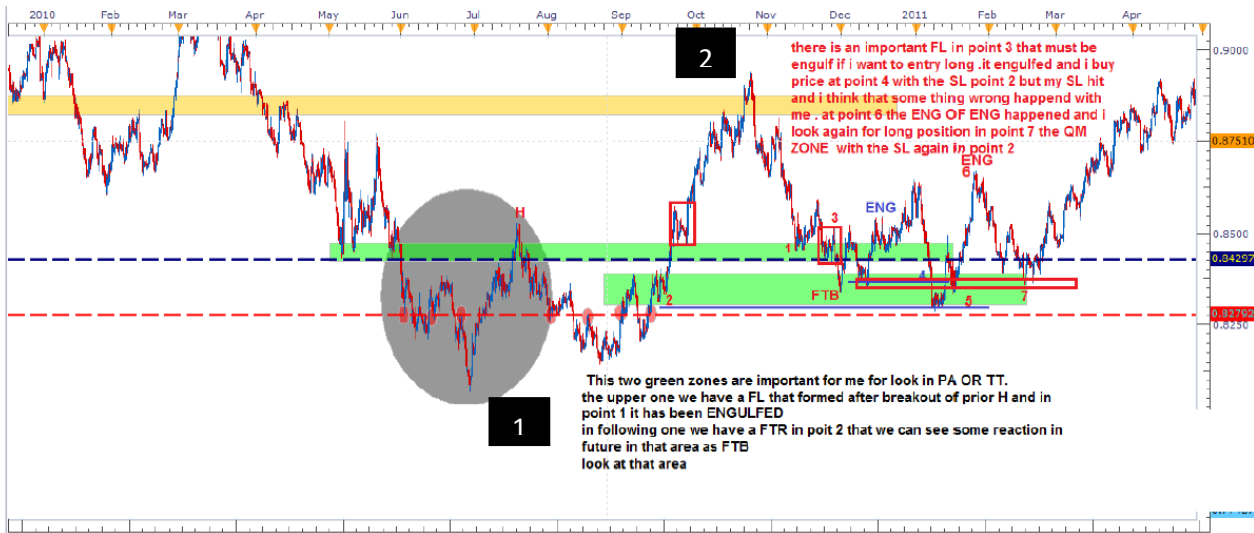 2010 Feb Mar Apr May Jun Jul Aug Sep Oct Nov Dec 2011 Feb Mar Apr
2
there is an important FL in point 3 that must be
engulf if i want to entry long .it engulfed and i buy
price at point 4 with the SL point 2 but my SL hit
and i think that some thing wrong happend with
me . at point 6 the ENG OF ENG happened and i
look again for long position in point 7 the QM
ZONE with the SL again in point 2
0.9000
0.87510
0.8500
0.84297
0.82792
0.8250
ENG
6
H
ENG
3
1
4
FTB
2
5
7
1
This two green zones are important for me for look in PA OR TT.
the upper one we have a FL that formed after breakout of prior H and in
point 1 it has been ENGULFED
in following one we have a FTR in poit 2 that we can see some reaction in
future in that area as FTB
look at that area